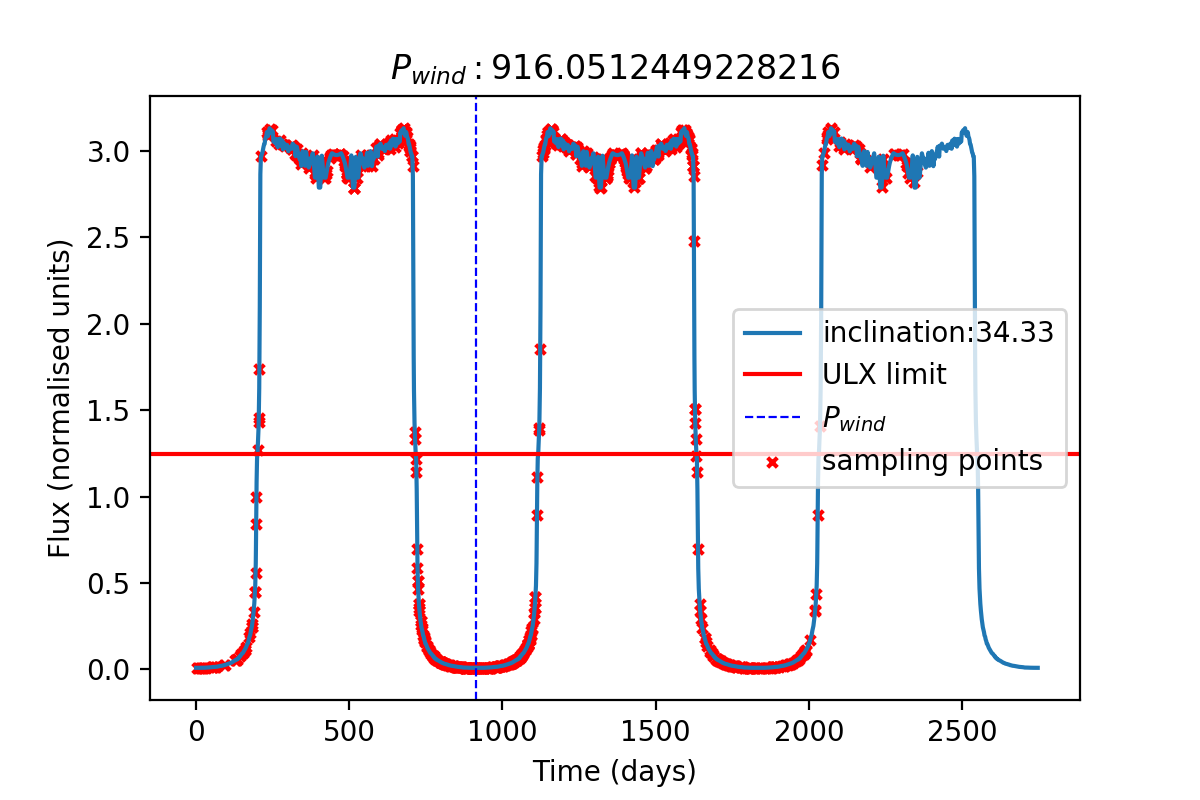 P_wind : 916.0512449228216
Flux (normalised units)
3.0
2.5
2.0
1.5
1.0
0.5
0.0
inclination:34.33
ULX limit
P_wind
sampling points
0 500 1000 1500 2000 2500
Time (days)